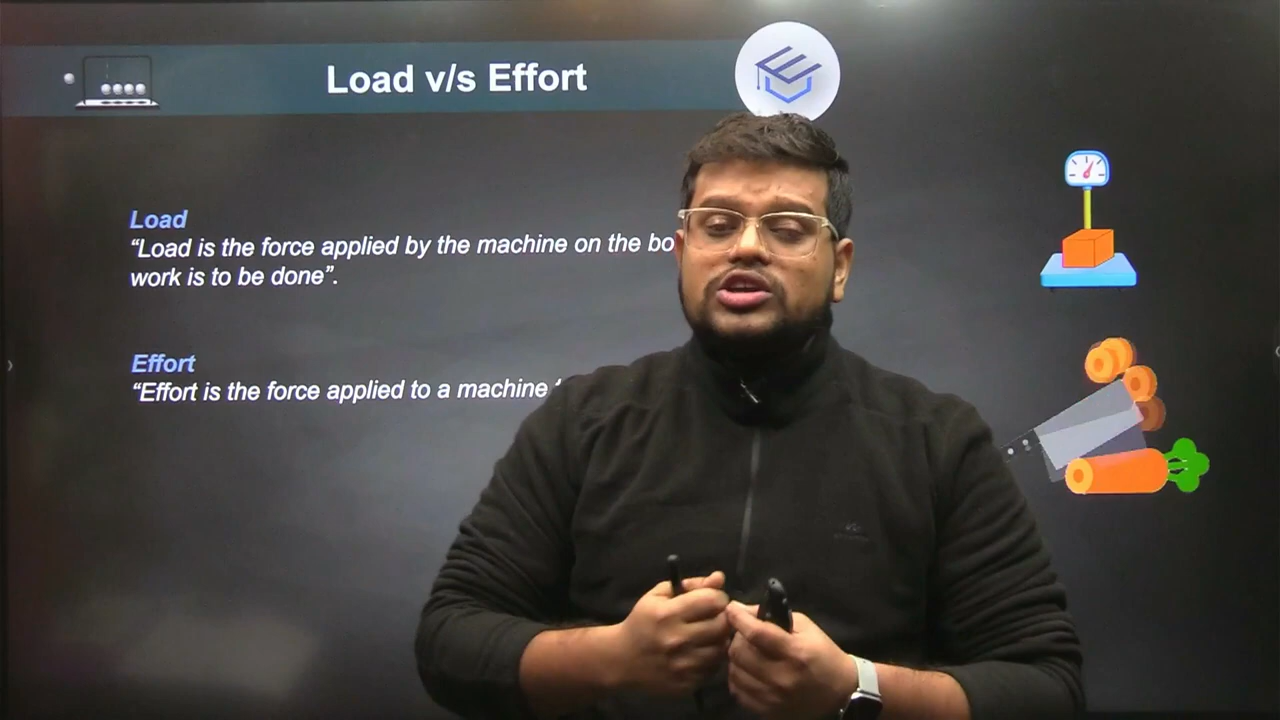 Load v/s Effort
Load
“Load is the force applied by the machine on the
work is to be done”.
Effort
“Effort is the force applied to a machine